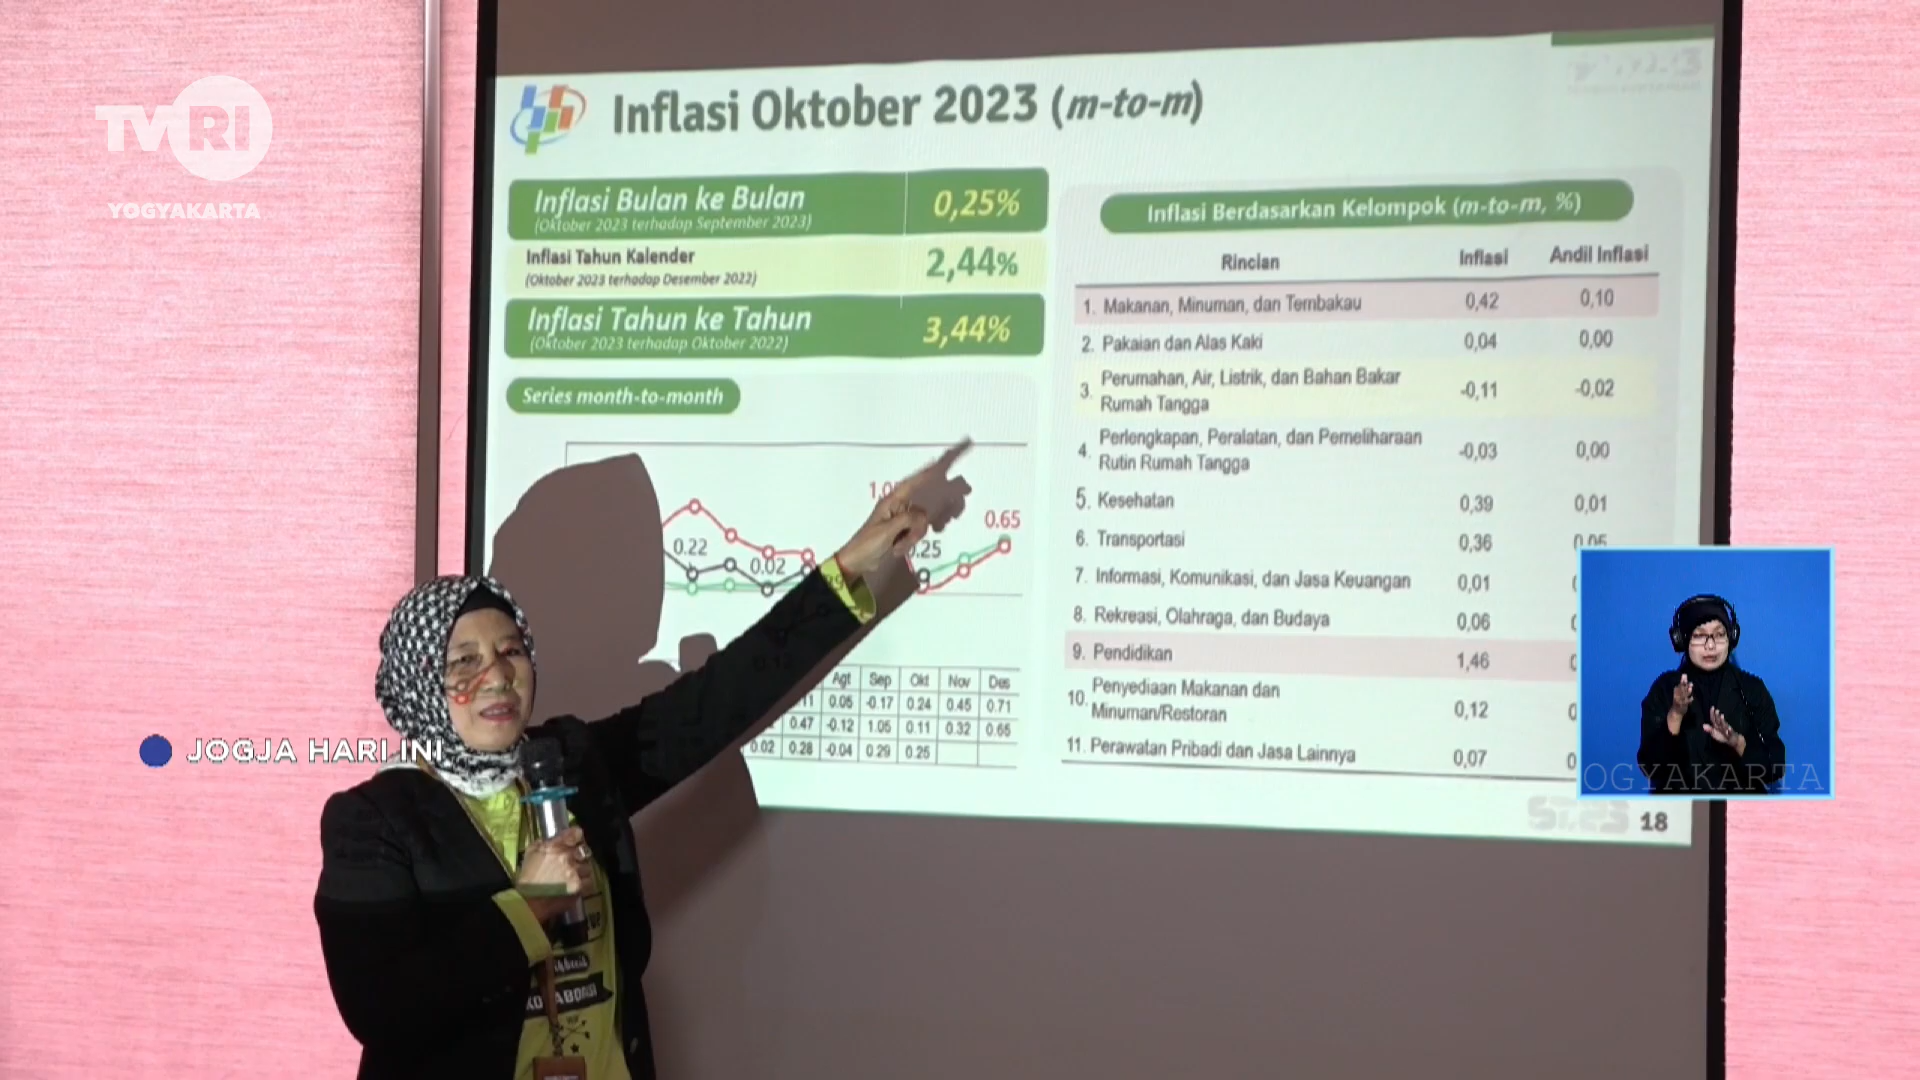 TVRI
YOGYAKARTA
Inflasi Oktober 2023 (m-to-m)
Inflasi Bulan ke Bulan 0,25%
(Oktober 2023 terhadap September 2023)
Inflasi Tahun Kalender 2,44%
(Oktober 2023 terhadap Desember 2022)
Inflasi Tahun ke Tahun 3,44%
(Oktober 2023 terhadap Oktober 2022)
Series month-to-month
0.65
0.22
0.02
Agt Sep Okt Nov Des
0.05 -0.17 0.24 0.45 0.71
0.47 -0.12 1.05 0.11 0.32 0.65
0.02 0.28 -0.04 0.29 0.25
Inflasi Berdasarkan Kelompok (m-to-m, %)
Rincian Inflasi Andil Inflasi
1. Makanan, Minuman, dan Tembakau 0,42 0,10
2. Pakaian dan Alas Kaki 0,04 0,00
3. Perumahan, Air, Listrik, dan Bahan Bakar
Rumah Tangga -0,11 -0,02
4. Perlengkapan, Peralatan, dan Pemeliharaan
Rutin Rumah Tangga -0,03 0,00
5. Kesehatan 0,39 0,01
6. Transportasi 0,36 0,05
7. Informasi, Komunikasi, dan Jasa Keuangan 0,01
8. Rekreasi, Olahraga, dan Budaya 0,06
9. Pendidikan 1,46
10. Penyediaan Makanan dan
Minuman/Restoran 0,12
11. Perawatan Pribadi dan Jasa Lainnya 0,07
18
JOGJA HARI INI
OGYAKARTA